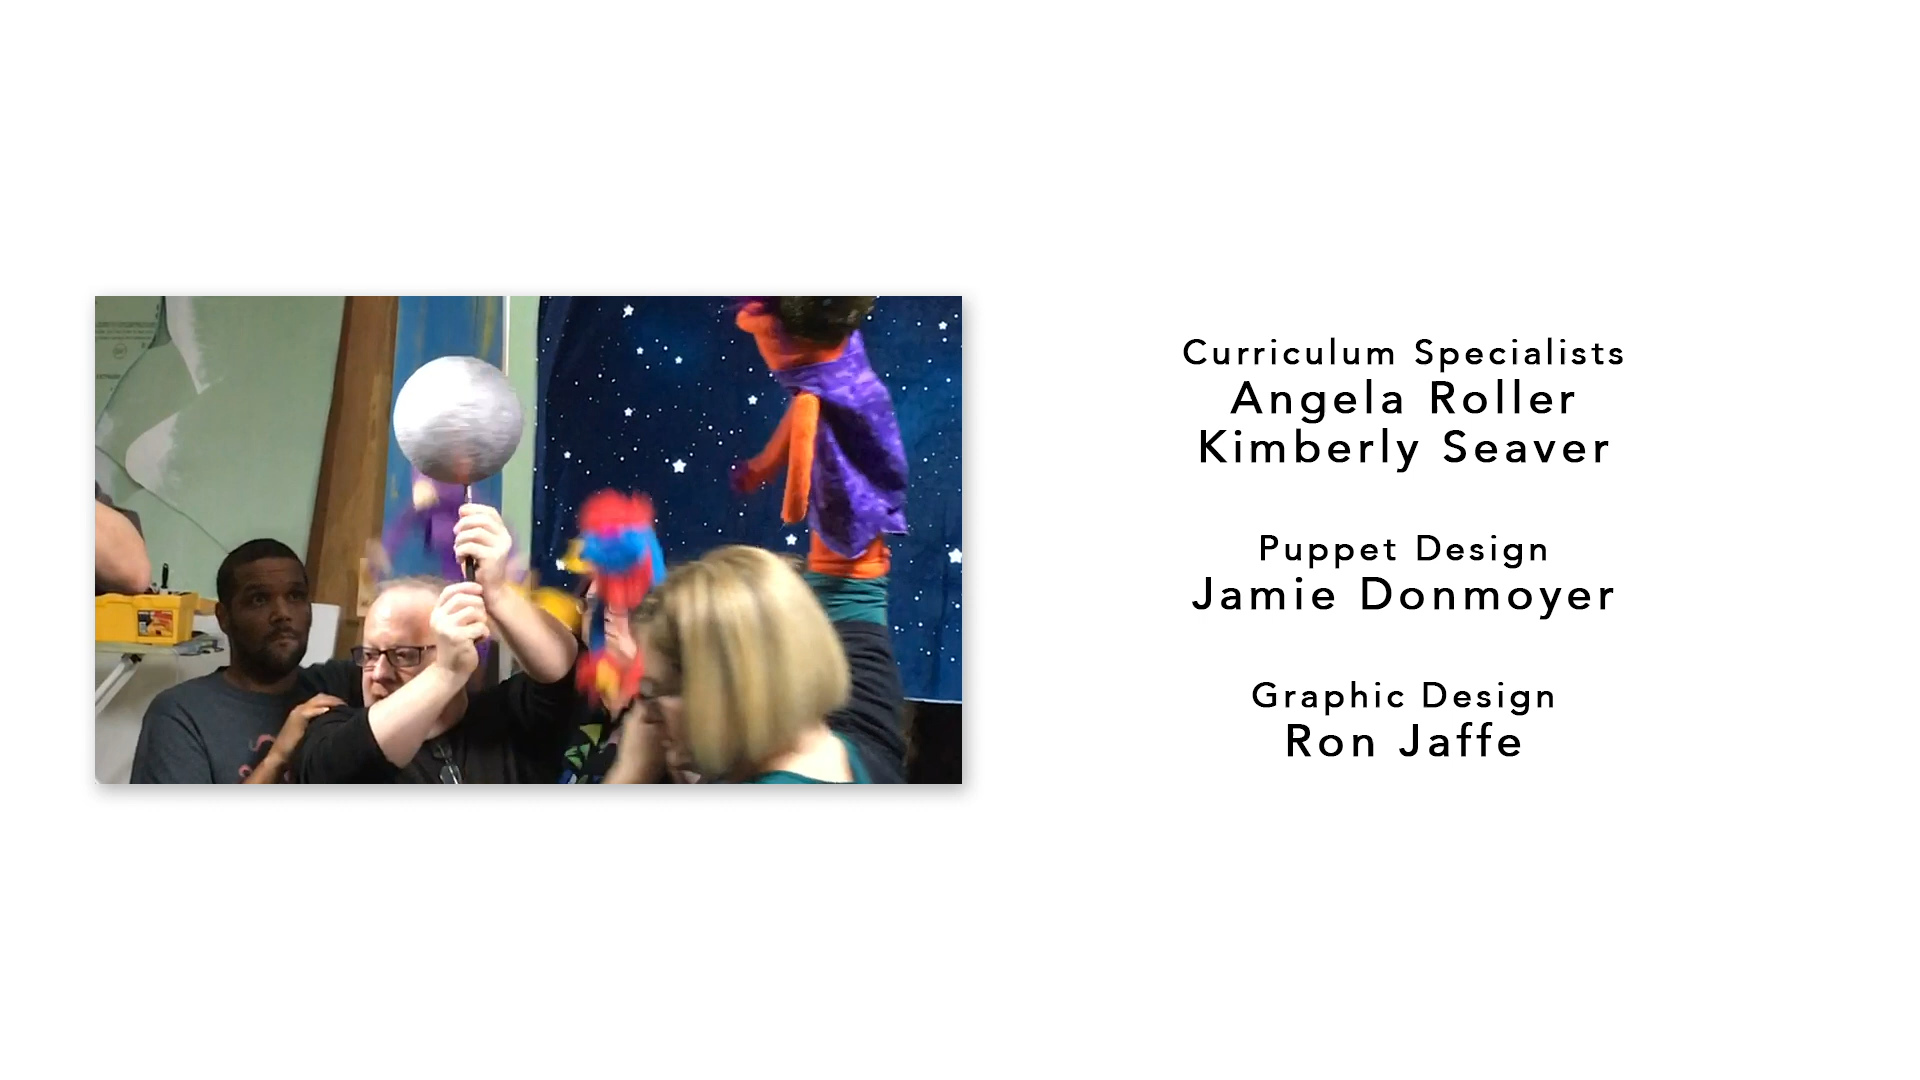 Curriculum Specialists
Angela Roller
Kimberly Seaver
Puppet Design
Jamie Donmoyer
Graphic Design
Ron Jaffe